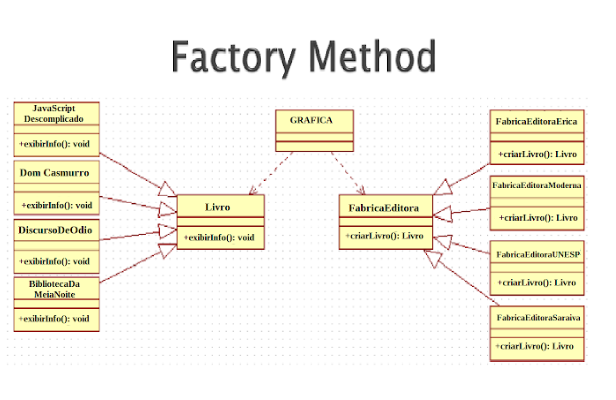 Factory Method
JavaScript
Descomplicado
+exibirInfo(): void
Dom Casmurro
+exibirInfo(): void
DiscursoDeOdio
+exibirInfo(): void
BibliotecaDa
MeiaNoite
+exibirInfo(): void
GRAFICA
Livro
+exibirInfo(): void
FabricaEditora
+criarLivro(): Livro
FabricaEditoraErica
+criarLivro(): Livro
FabricaEditoraModerna
+criarLivro(): Livro
FabricaEditoraUNESP
+criarLivro(): Livro
FabricaEditoraSaraiva
+criarLivro(): Livro